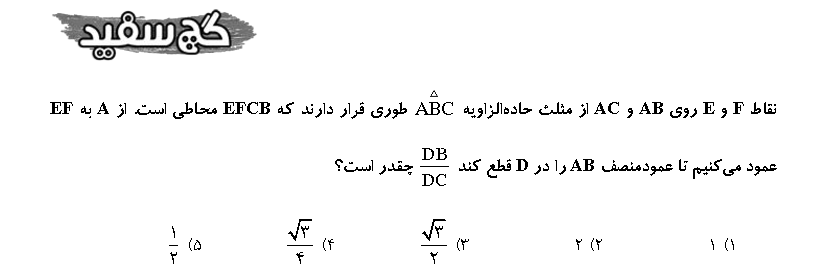 گچ سفید
نقاط F و E روی AB و AC از مثلث حاده‌الزاویه $\overset{\triangle}{ABC}$ طوری قرار دارند که EFCB محاطی است. از A به EF
عمود می‌کنیم تا عمودمنصف AB را در D قطع کند $\frac{DB}{DC}$ چقدر است؟
۱) ۱ ۲) ۲ ۳) $\frac{\sqrt{۳}}{۲}$ ۴) $\frac{\sqrt{۳}}{۴}$ ۵) $\frac{۱}{۲}$